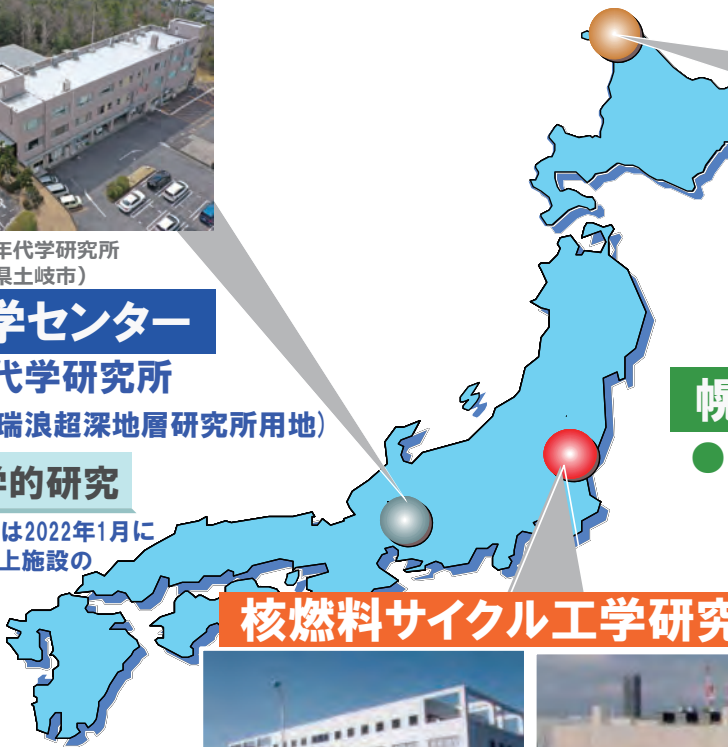 年代学研究所
県土岐市）
学センター
代学研究所
瑞浪超深地層研究所用地）
学的研究
は2022年1月に
上施設の
幌
●
核燃料サイクル工学研究